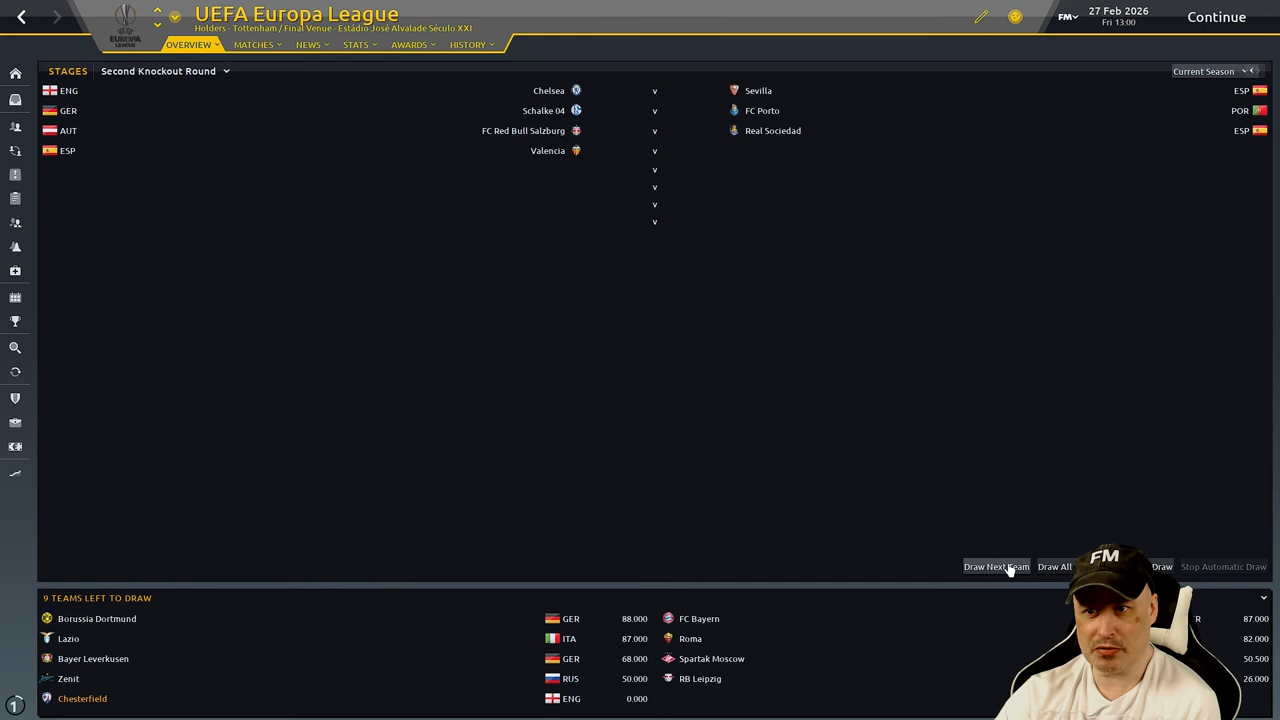 UEFA Europa League
Holders - Tottenham / Final Venue - Estádio José Alvalade Século XXI
FM
27 Feb 2026
Fri 13:00
Continue
EUROPA LEAGUE
OVERVIEW MATCHES NEWS STATS AWARDS HISTORY
STAGES Second Knockout Round Current Season
ENG Chelsea v Sevilla ESP
GER Schalke 04 v FC Porto POR
AUT FC Red Bull Salzburg v Real Sociedad ESP
ESP Valencia v
v
v
v
v
Draw Next Team Draw All Draw Stop Automatic Draw
FM
9 TEAMS LEFT TO DRAW
Borussia Dortmund GER 88.000 FC Bayern R 87.000
Lazio ITA 87.000 Roma 82.000
Bayer Leverkusen GER 68.000 Spartak Moscow 50.500
Zenit RUS 50.000 RB Leipzig 26.000
Chesterfield ENG 0.000
1